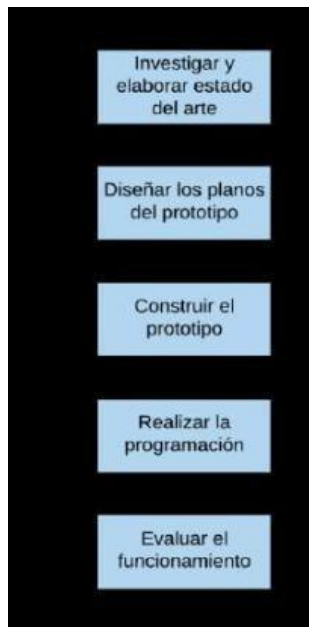 Investigar y
elaborar estado
del arte
Diseñar los planos
del prototipo
Construir el
prototipo
Realizar la
programación
Evaluar el
funcionamiento